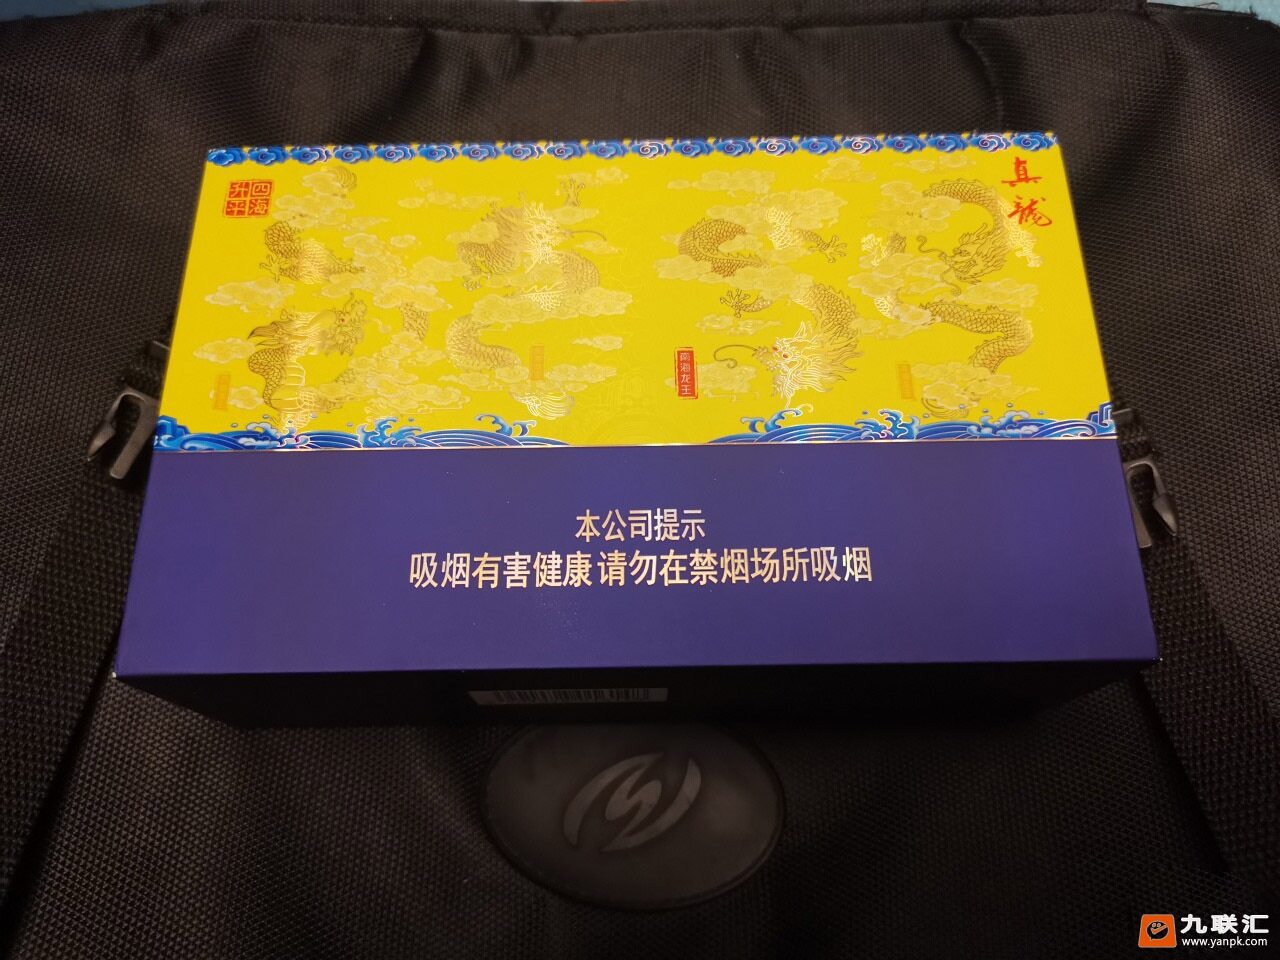 四海
升平
真龍
南海龙王
本公司提示
吸烟有害健康 请勿在禁烟场所吸烟
九联汇
www.yanpk.com